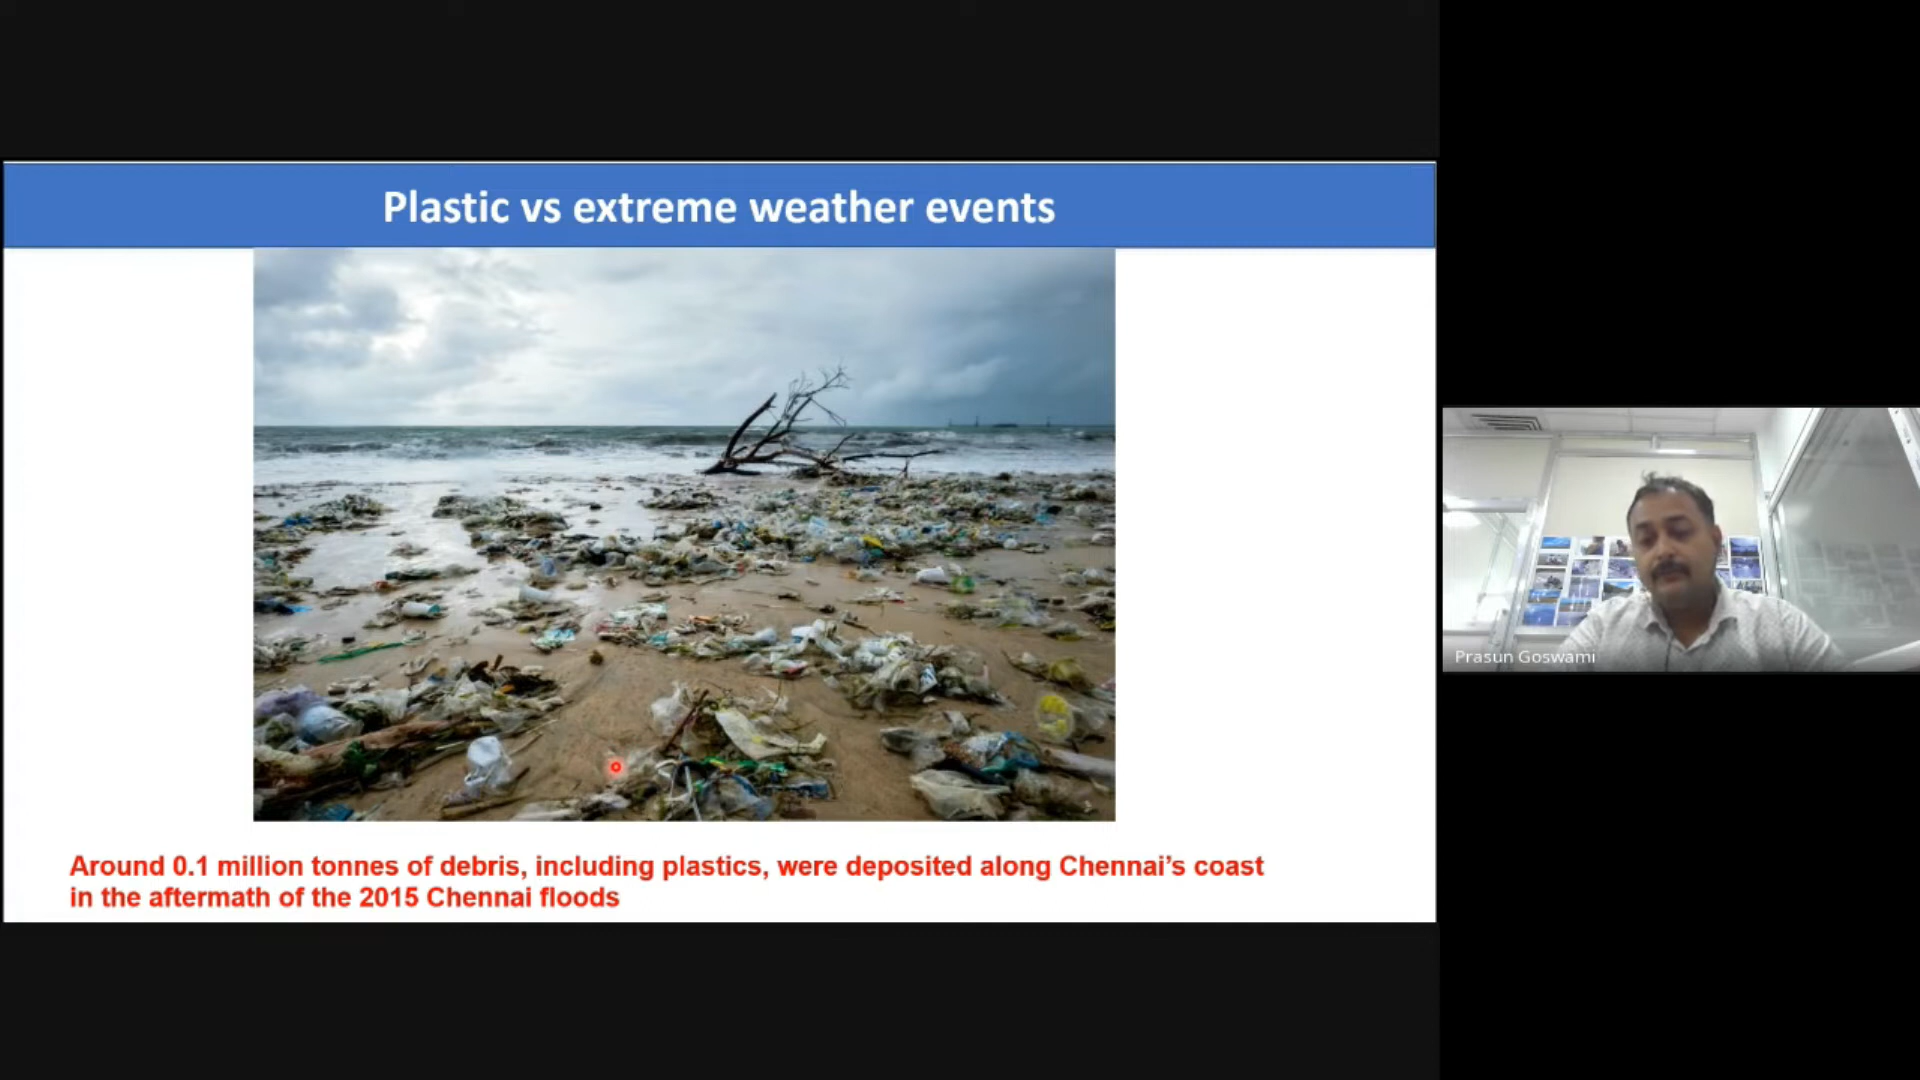 Plastic vs extreme weather events
Around 0.1 million tonnes of debris, including plastics, were deposited along Chennai’s coast
in the aftermath of the 2015 Chennai floods
Prasun Goswami